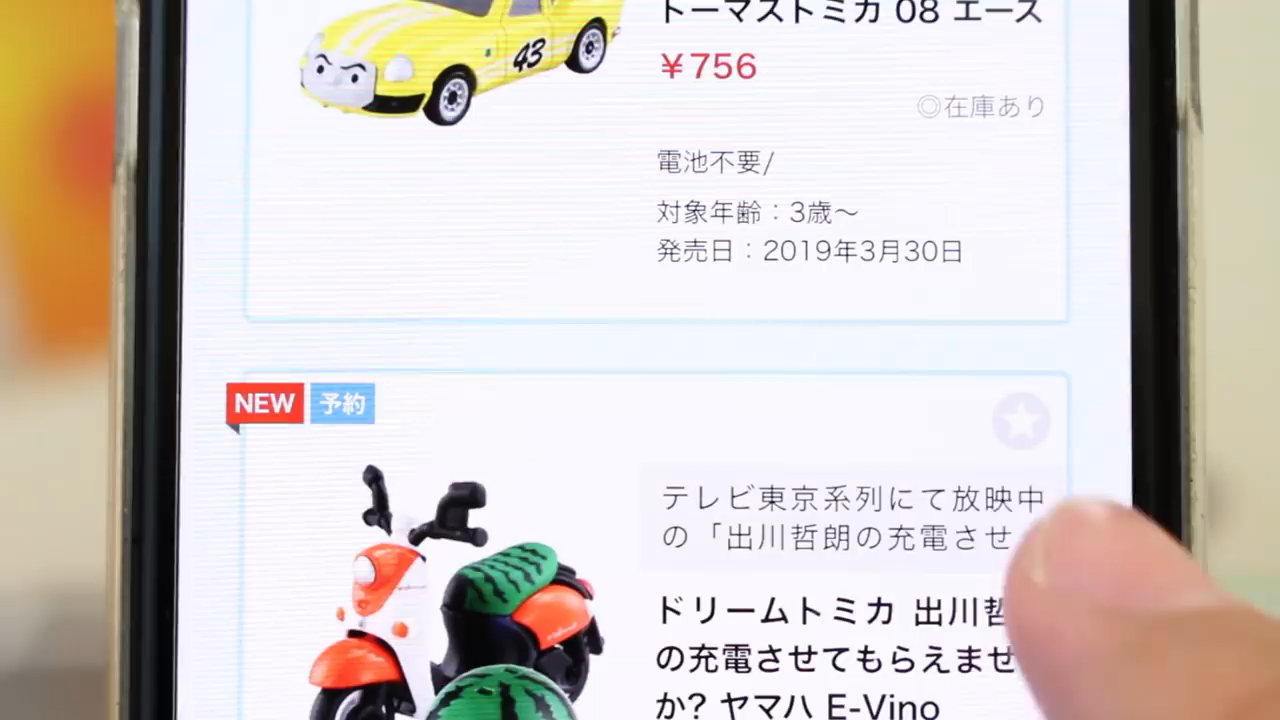 トーマストミカ 08 エース
43
¥756
◎在庫あり
電池不要/
対象年齢：3歳～
発売日：2019年3月30日
NEW 予約
テレビ東京系列にて放映中
の「出川哲朗の充電させ
ドリームトミカ 出川哲
の充電させてもらえませ
か? ヤマハ E-Vino